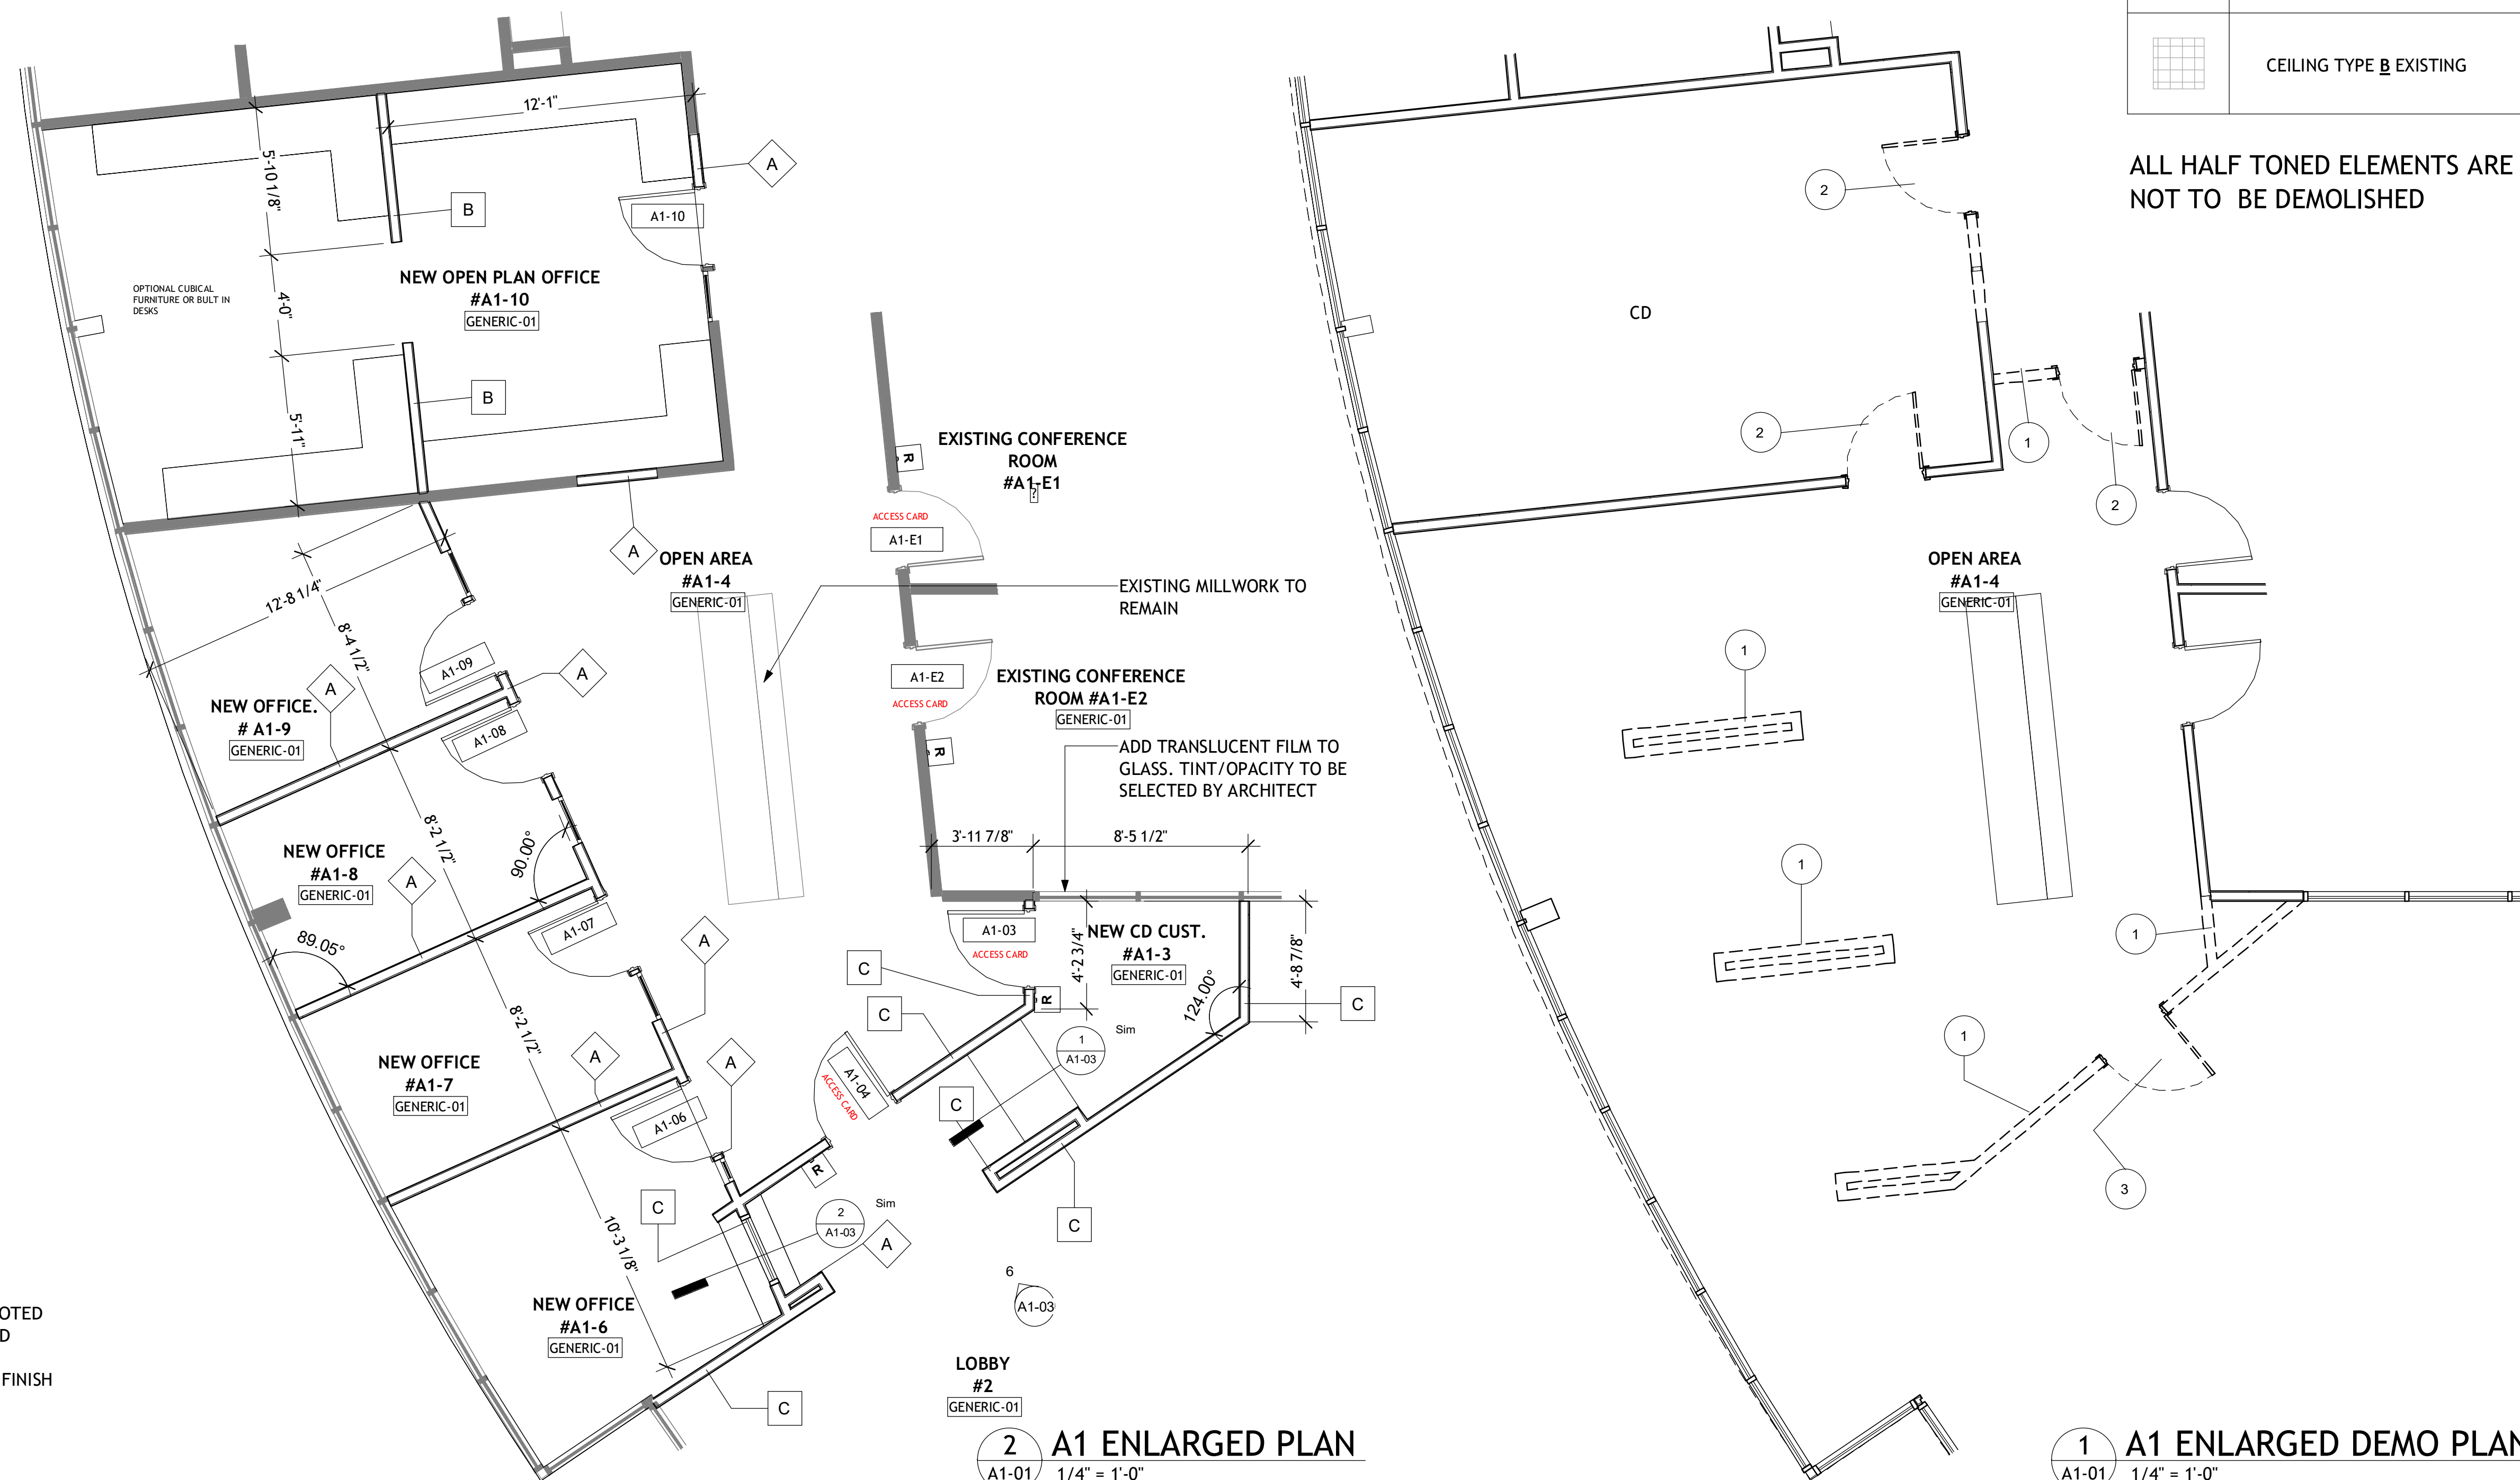 CEILING TYPE B EXISTING
ALL HALF TONED ELEMENTS ARE
NOT TO BE DEMOLISHED
12'-1"
5'-10 1/8"
4'-0"
5'-11"
A
B
A1-10
NEW OPEN PLAN OFFICE
#A1-10
GENERIC-01
OPTIONAL CUBICAL
FURNITURE OR BULT IN
DESKS
B
A
EXISTING CONFERENCE
ROOM
#A1-E1
?
R
ACCESS CARD
A1-E1
OPEN AREA
#A1-4
GENERIC-01
EXISTING MILLWORK TO
REMAIN
12'-8 1/4"
8'-4 1/2"
A1-09
A
A
NEW OFFICE.
# A1-9
GENERIC-01
A1-08
A1-E2
ACCESS CARD
R
EXISTING CONFERENCE
ROOM #A1-E2
GENERIC-01
ADD TRANSLUCENT FILM TO
GLASS. TINT/OPACITY TO BE
SELECTED BY ARCHITECT
3'-11 7/8"
8'-5 1/2"
8'-2 1/2"
90.00°
NEW OFFICE
#A1-8
GENERIC-01
A
A1-07
89.05°
A
A1-03
ACCESS CARD
4'-2 3/4"
NEW CD CUST.
#A1-3
GENERIC-01
4'-8 7/8"
124.00°
C
C
C
R
1
A1-03
Sim
8'-2 1/2"
NEW OFFICE
#A1-7
GENERIC-01
A
A
A1-06
A1-04
ACCESS CARD
C
R
C
C
2
A1-03
Sim
A
10'-3 1/8"
NEW OFFICE
#A1-6
GENERIC-01
C
6
A1-03
LOBBY
#2
GENERIC-01
OTED
D
FINISH
2
A1-01
A1 ENLARGED PLAN
1/4" = 1'-0"
2
CD
2
1
2
OPEN AREA
#A1-4
GENERIC-01
1
1
1
1
3
1
A1-01
A1 ENLARGED DEMO PLAN
1/4" = 1'-0"